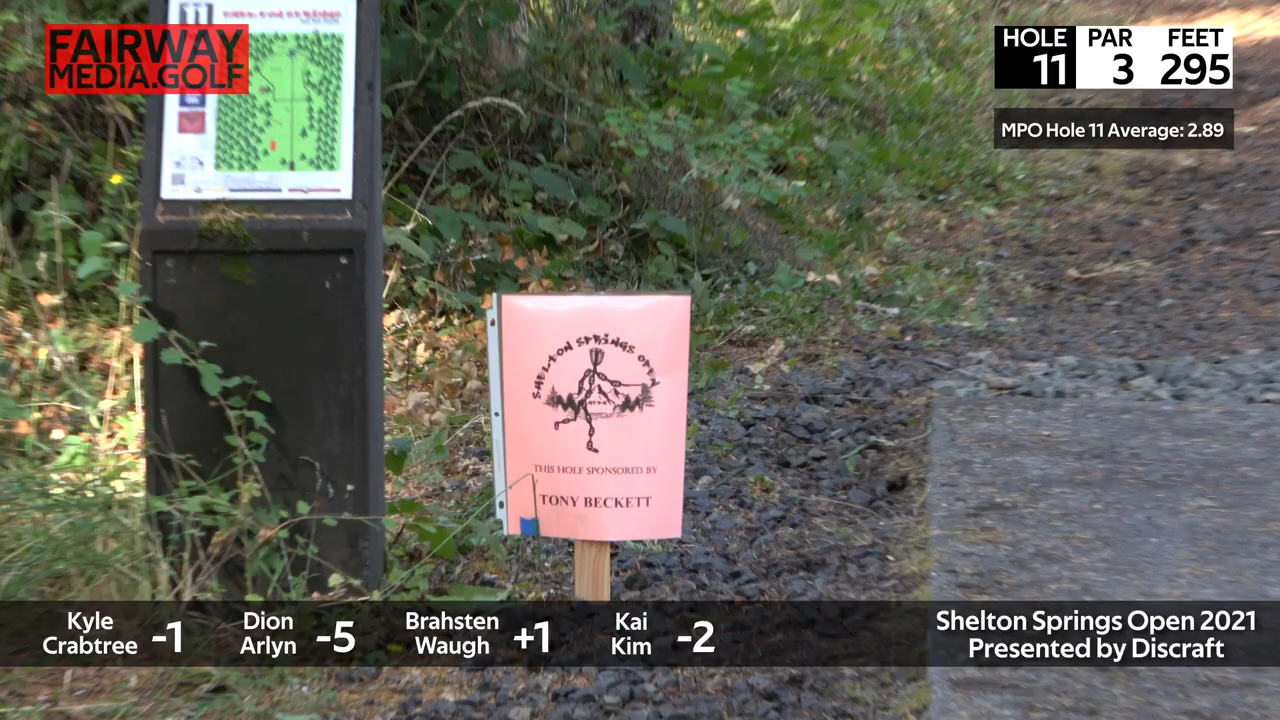 FAIRWAY
MEDIA.GOLF
11
HOLE
11
PAR
3
FEET
295
MPO Hole 11 Average: 2.89
SHELTON SPRINGS OPEN
THIS HOLE SPONSORED BY
TONY BECKETT
Kyle
Crabtree
-1
Dion
Arlyn
-5
Brahsten
Waugh
+1
Kai
Kim
-2
Shelton Springs Open 2021
Presented by Discraft